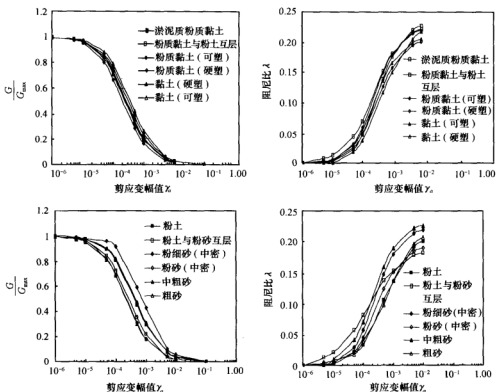 G
Gmax
1.2
1
0.8
0.6
0.4
0.2
0
淤泥质粉质黏土
粉质黏土与粉土互层
粉质黏土(可塑)
粉质黏土(硬塑)
黏土(硬塑)
黏土(可塑)
10⁻⁶ 10⁻⁵ 10⁻⁴ 10⁻³ 10⁻² 10⁻¹ 1.00
剪应变幅值γₐ
阻尼比λ
0.25
0.20
0.15
0.10
0.05
0.00
淤泥质粉质黏土
粉质黏土与粉土
互层
粉质黏土(可塑)
粉质黏土(硬塑)
黏土(可塑)
黏土(硬塑)
10⁻⁶ 10⁻⁵ 10⁻⁴ 10⁻³ 10⁻² 10⁻¹ 1.00
剪应变幅值γₐ
G
Gmax
1.2
1
0.8
0.6
0.4
0.2
0
粉土
粉土与粉砂互层
粉细砂(中密)
粉砂(中密)
中粗砂
粗砂
10⁻⁶ 10⁻⁵ 10⁻⁴ 10⁻³ 10⁻² 10⁻¹ 1.00
剪应变幅值γₐ
阻尼比λ
0.25
0.20
0.15
0.10
0.05
0.00
粉土
粉土与粉砂
互层
粉细砂(中密)
粉砂(中密)
中粗砂
粗砂
10⁻⁶ 10⁻⁵ 10⁻⁴ 10⁻³ 10⁻² 10⁻¹ 1.00
剪应变幅值γₐ